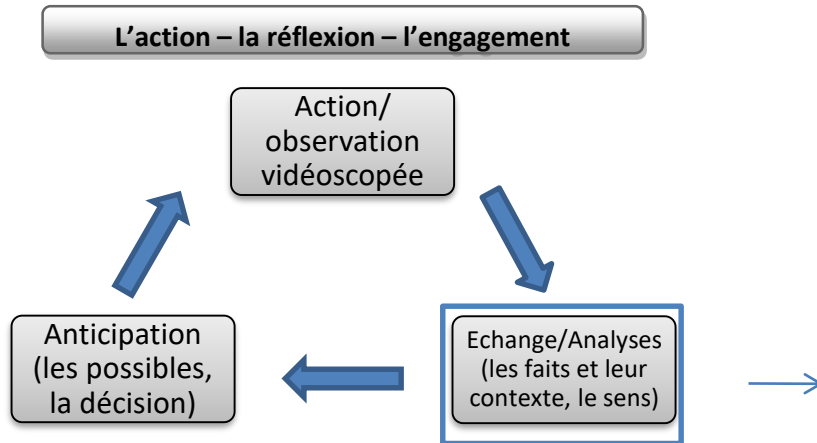 L'action – la réflexion – l'engagement
Action/
observation
vidéoscopée
Anticipation
(les possibles,
la décision)
Echange/Analyses
(les faits et leur
contexte, le sens)